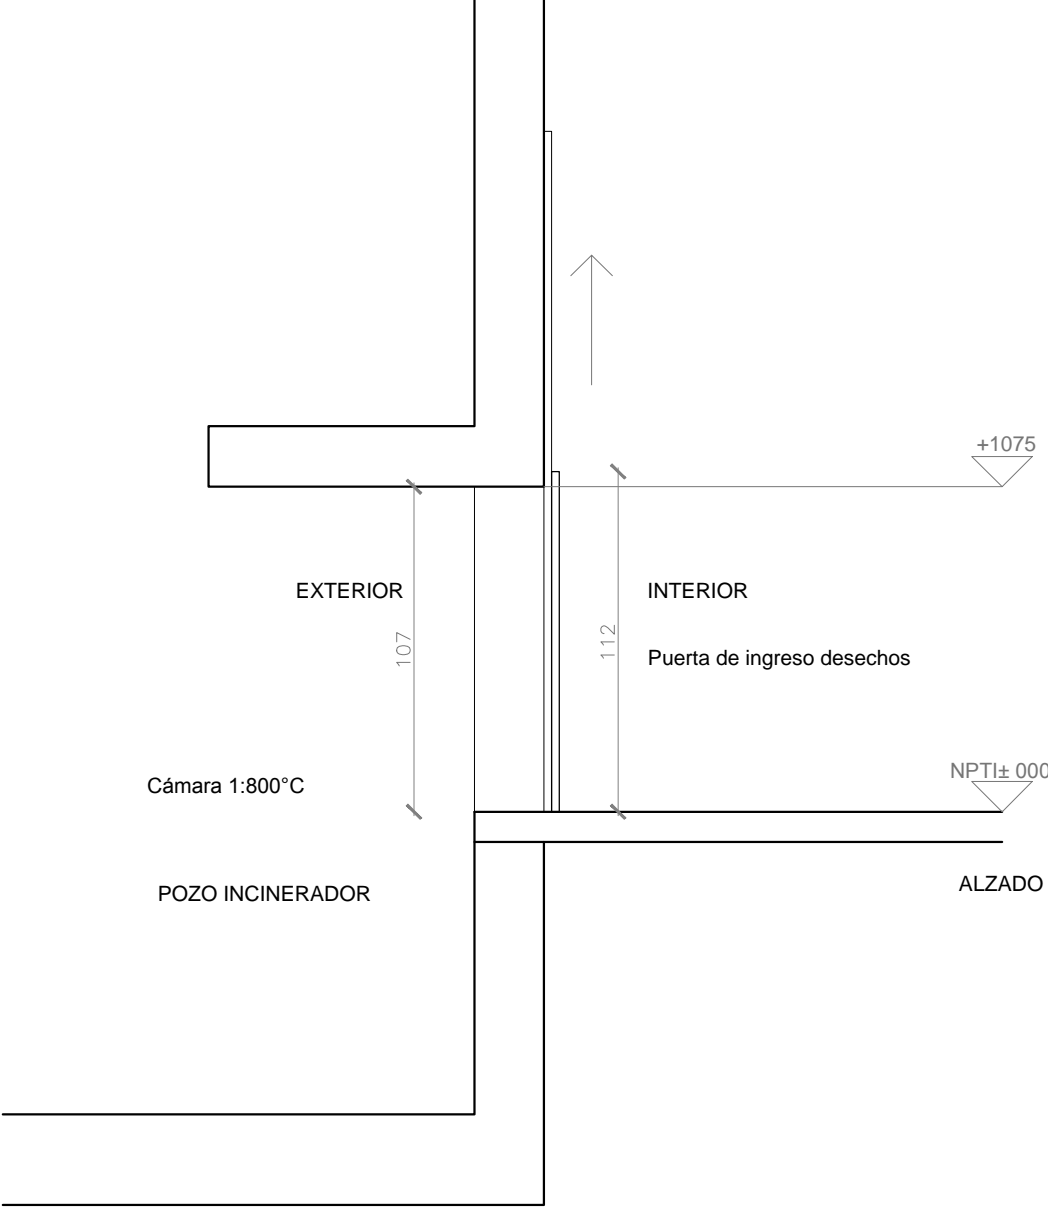 +1075
EXTERIOR
INTERIOR
107
112
Puerta de ingreso desechos
NPTI± 000
Cámara 1:800°C
POZO INCINERADOR
ALZADO